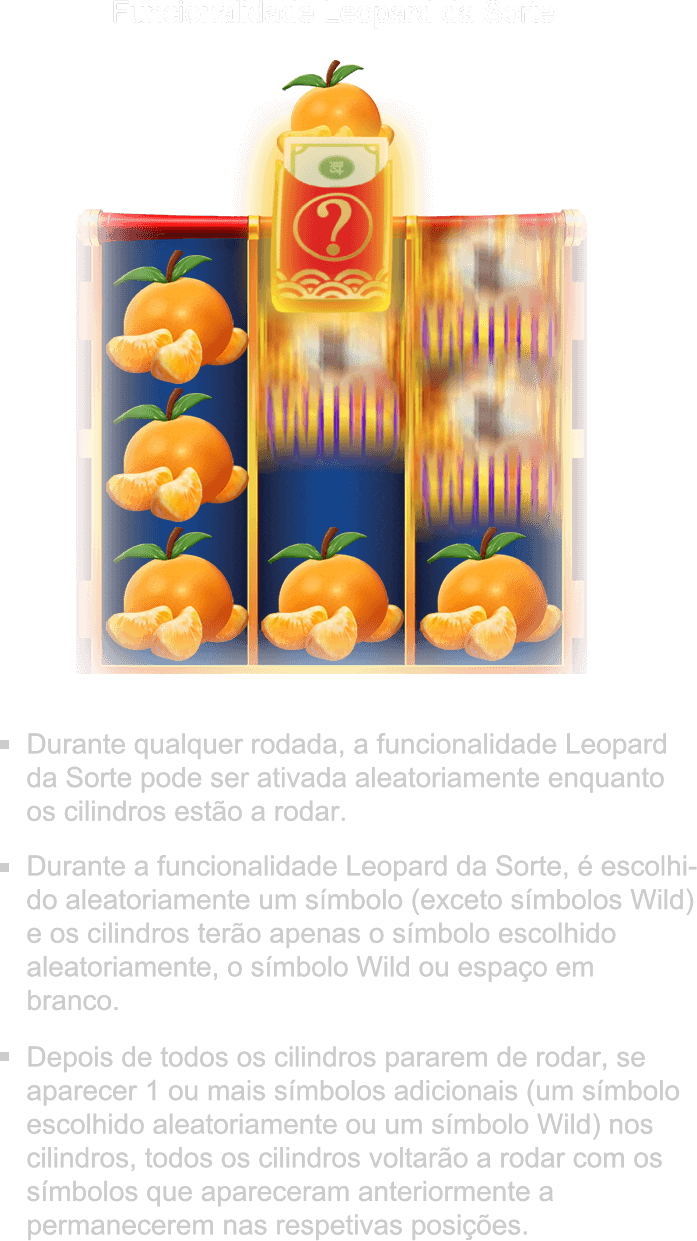 Funcionalidade Leopard da Sorte
?
Durante qualquer rodada, a funcionalidade Leopard
da Sorte pode ser ativada aleatoriamente enquanto
os cilindros estão a rodar.
Durante a funcionalidade Leopard da Sorte, é escolhi-
do aleatoriamente um símbolo (exceto símbolos Wild)
e os cilindros terão apenas o símbolo escolhido
aleatoriamente, o símbolo Wild ou espaço em
branco.
Depois de todos os cilindros pararem de rodar, se
aparecer 1 ou mais símbolos adicionais (um símbolo
escolhido aleatoriamente ou um símbolo Wild) nos
cilindros, todos os cilindros voltarão a rodar com os
símbolos que apareceram anteriormente a
permanecerem nas respetivas posições.